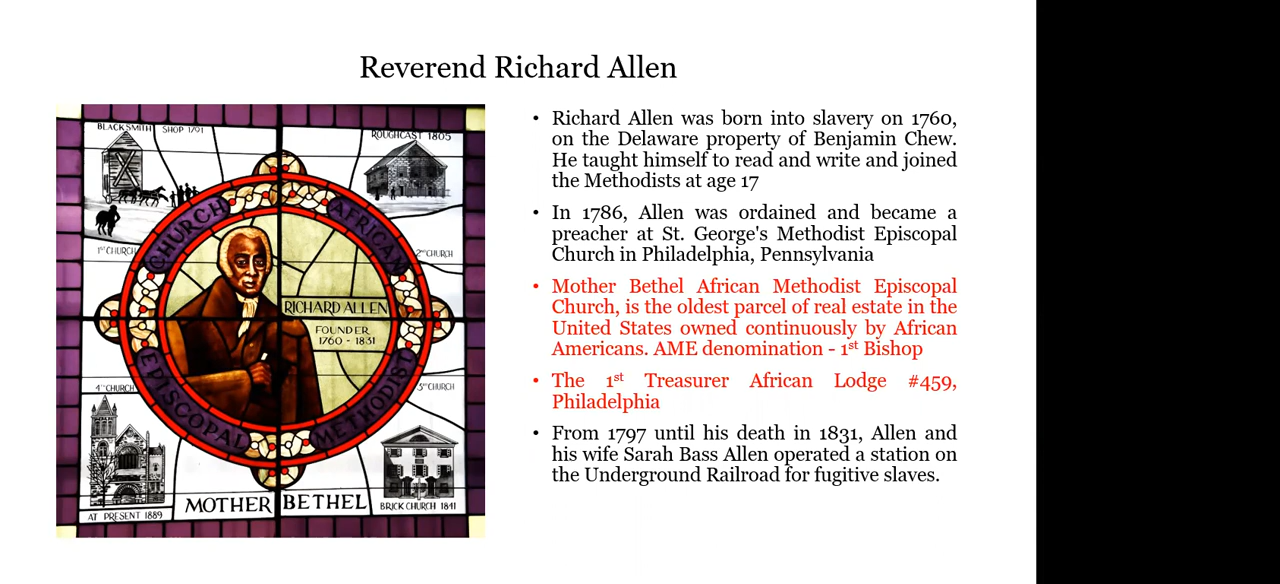 Reverend Richard Allen
BLACKSMITH SHOP 1791
ROUGHCAST 1805
1ST CHURCH
2ND CHURCH
CHURCH
AFRICAN
RICHARD ALLEN
FOUNDER
1760 - 1831
EPISCOPAL
METHODIST
4TH CHURCH
3RD CHURCH
MOTHER BETHEL
AT PRESENT 1889
BRICK CHURCH 1841
• Richard Allen was born into slavery on 1760,
on the Delaware property of Benjamin Chew.
He taught himself to read and write and joined
the Methodists at age 17
• In 1786, Allen was ordained and became a
preacher at St. George's Methodist Episcopal
Church in Philadelphia, Pennsylvania
• Mother Bethel African Methodist Episcopal
Church, is the oldest parcel of real estate in the
United States owned continuously by African
Americans. AME denomination - 1st Bishop
• The 1st Treasurer African Lodge #459,
Philadelphia
• From 1797 until his death in 1831, Allen and
his wife Sarah Bass Allen operated a station on
the Underground Railroad for fugitive slaves.